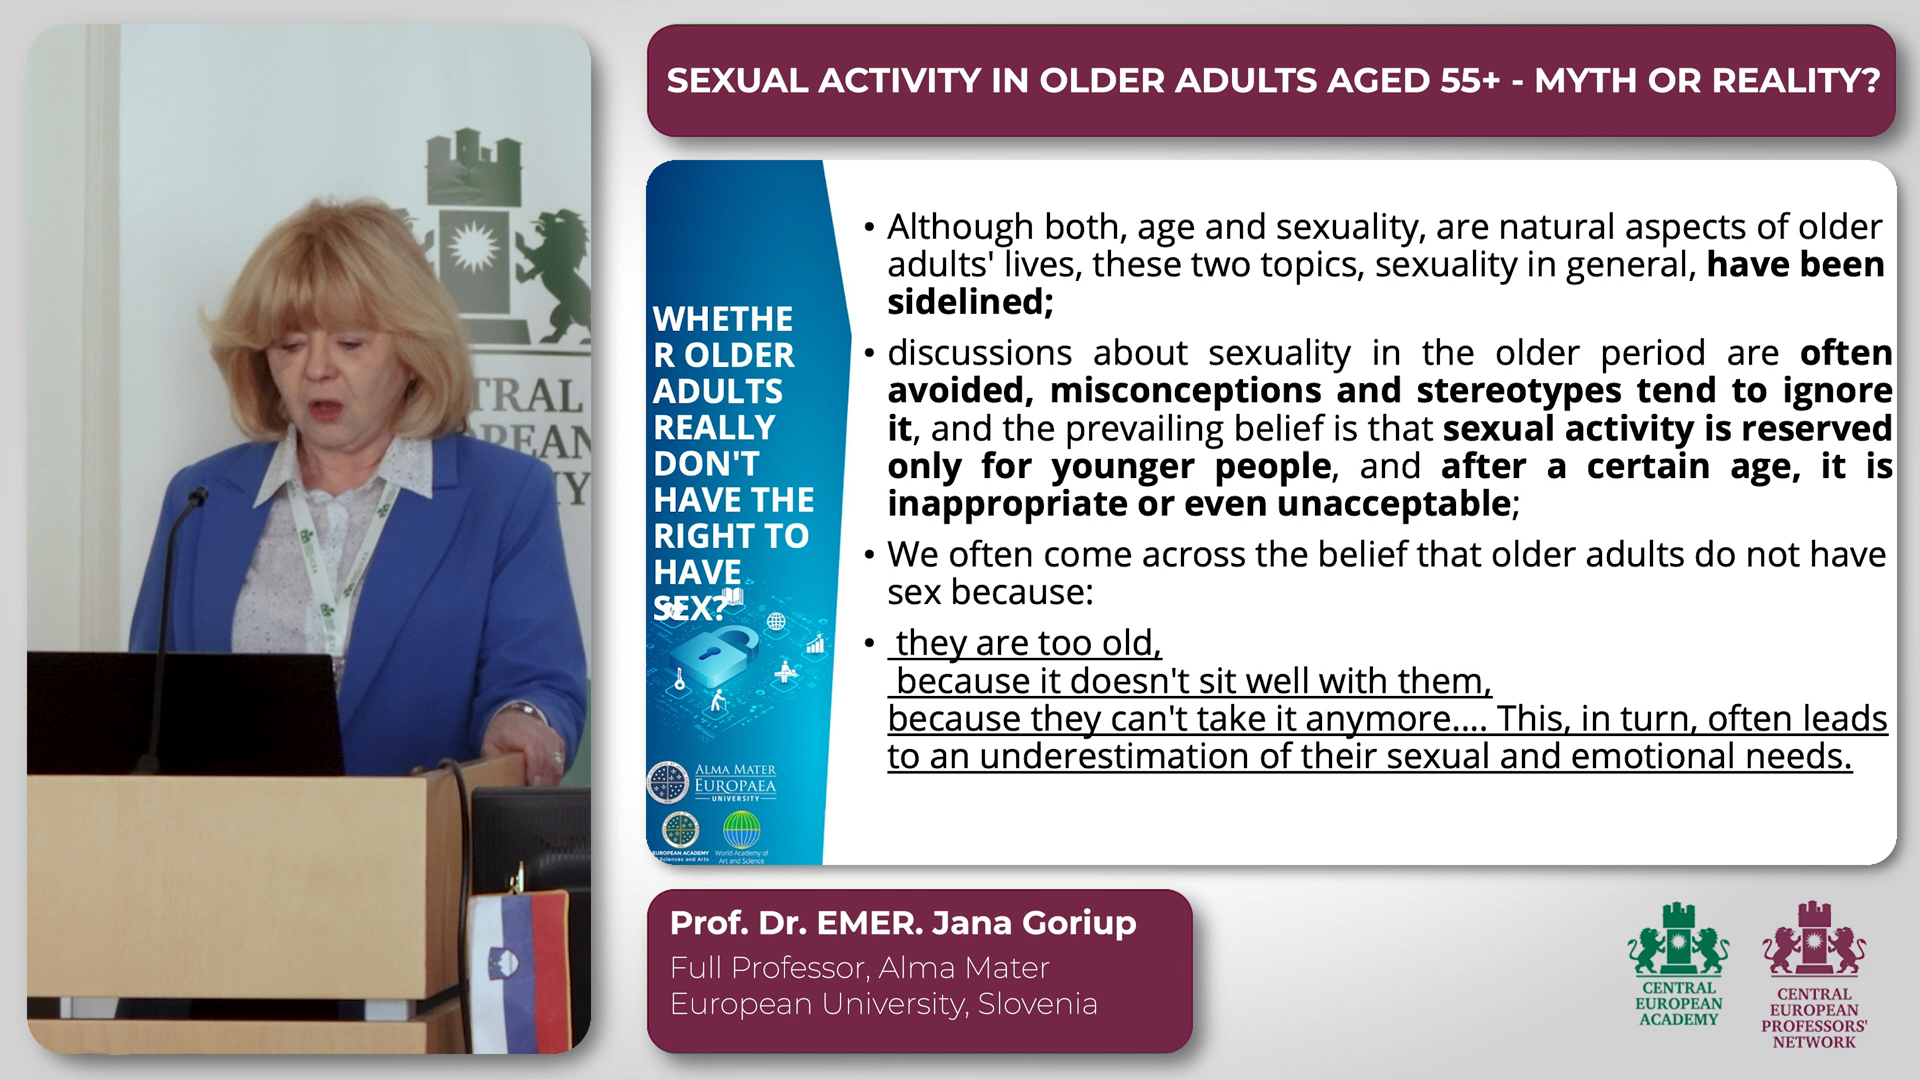 SEXUAL ACTIVITY IN OLDER ADULTS AGED 55+ - MYTH OR REALITY?
WHETHE
R OLDER
ADULTS
REALLY
DON'T
HAVE THE
RIGHT TO
HAVE
SEX?
ALMA MATER
EUROPAEA
UNIVERSITY
EUROPEAN ACADEMY
Sciences and Arts
World Academy of
Art and Science
• Although both, age and sexuality, are natural aspects of older
adults' lives, these two topics, sexuality in general, have been
sidelined;
• discussions about sexuality in the older period are often
avoided, misconceptions and stereotypes tend to ignore
it, and the prevailing belief is that sexual activity is reserved
only for younger people, and after a certain age, it is
inappropriate or even unacceptable;
• We often come across the belief that older adults do not have
sex because:
• they are too old,
because it doesn't sit well with them,
because they can't take it anymore.... This, in turn, often leads
to an underestimation of their sexual and emotional needs.
TRAL
PEAN
MY
Prof. Dr. EMER. Jana Goriup
Full Professor, Alma Mater
European University, Slovenia
CENTRAL
EUROPEAN
ACADEMY
CENTRAL
EUROPEAN
PROFESSORS'
NETWORK